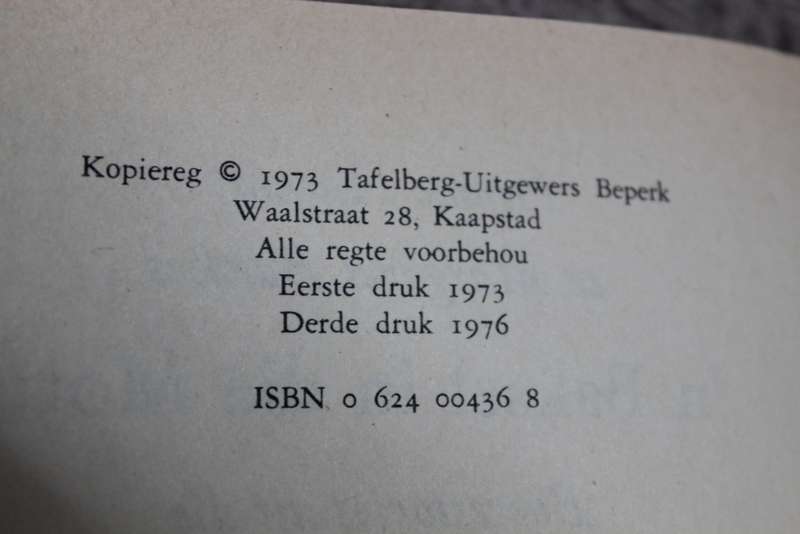 Kopiereg © 1973 Tafelberg-Uitgewers Beperk
Waalstraat 28, Kaapstad
Alle regte voorbehou
Eerste druk 1973
Derde druk 1976
ISBN 0 624 00436 8